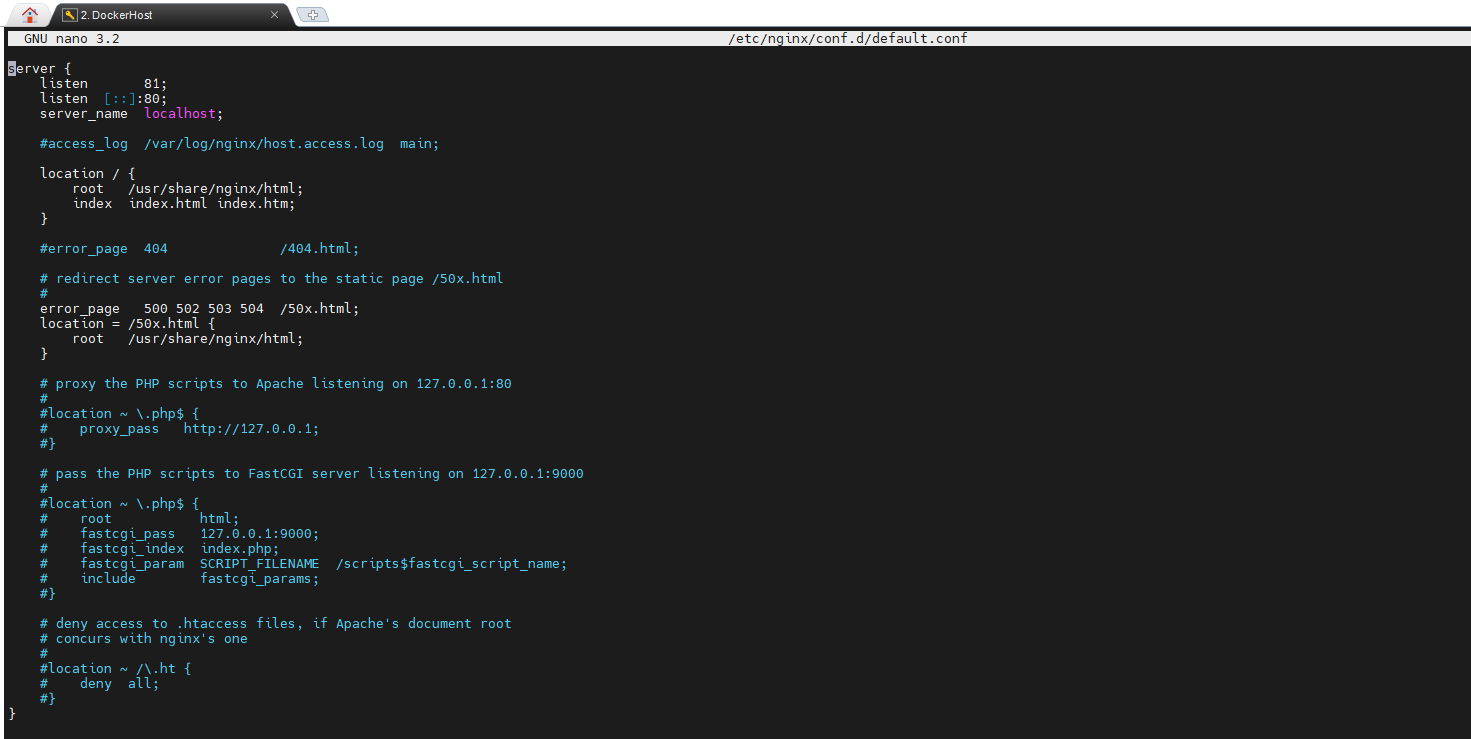 2. DockerHost
GNU nano 3.2 /etc/nginx/conf.d/default.conf
server {
    listen       81;
    listen  [::]:80;
    server_name  localhost;

    #access_log  /var/log/nginx/host.access.log  main;

    location / {
        root   /usr/share/nginx/html;
        index  index.html index.htm;
    }

    #error_page  404              /404.html;

    # redirect server error pages to the static page /50x.html
    #
    error_page   500 502 503 504  /50x.html;
    location = /50x.html {
        root   /usr/share/nginx/html;
    }

    # proxy the PHP scripts to Apache listening on 127.0.0.1:80
    #
    #location ~ \.php$ {
    #    proxy_pass   http://127.0.0.1;
    #}

    # pass the PHP scripts to FastCGI server listening on 127.0.0.1:9000
    #
    #location ~ \.php$ {
    #    root           html;
    #    fastcgi_pass   127.0.0.1:9000;
    #    fastcgi_index  index.php;
    #    fastcgi_param  SCRIPT_FILENAME  /scripts$fastcgi_script_name;
    #    include        fastcgi_params;
    #}

    # deny access to .htaccess files, if Apache's document root
    # concurs with nginx's one
    #
    #location ~ /\.ht {
    #    deny  all;
    #}
}